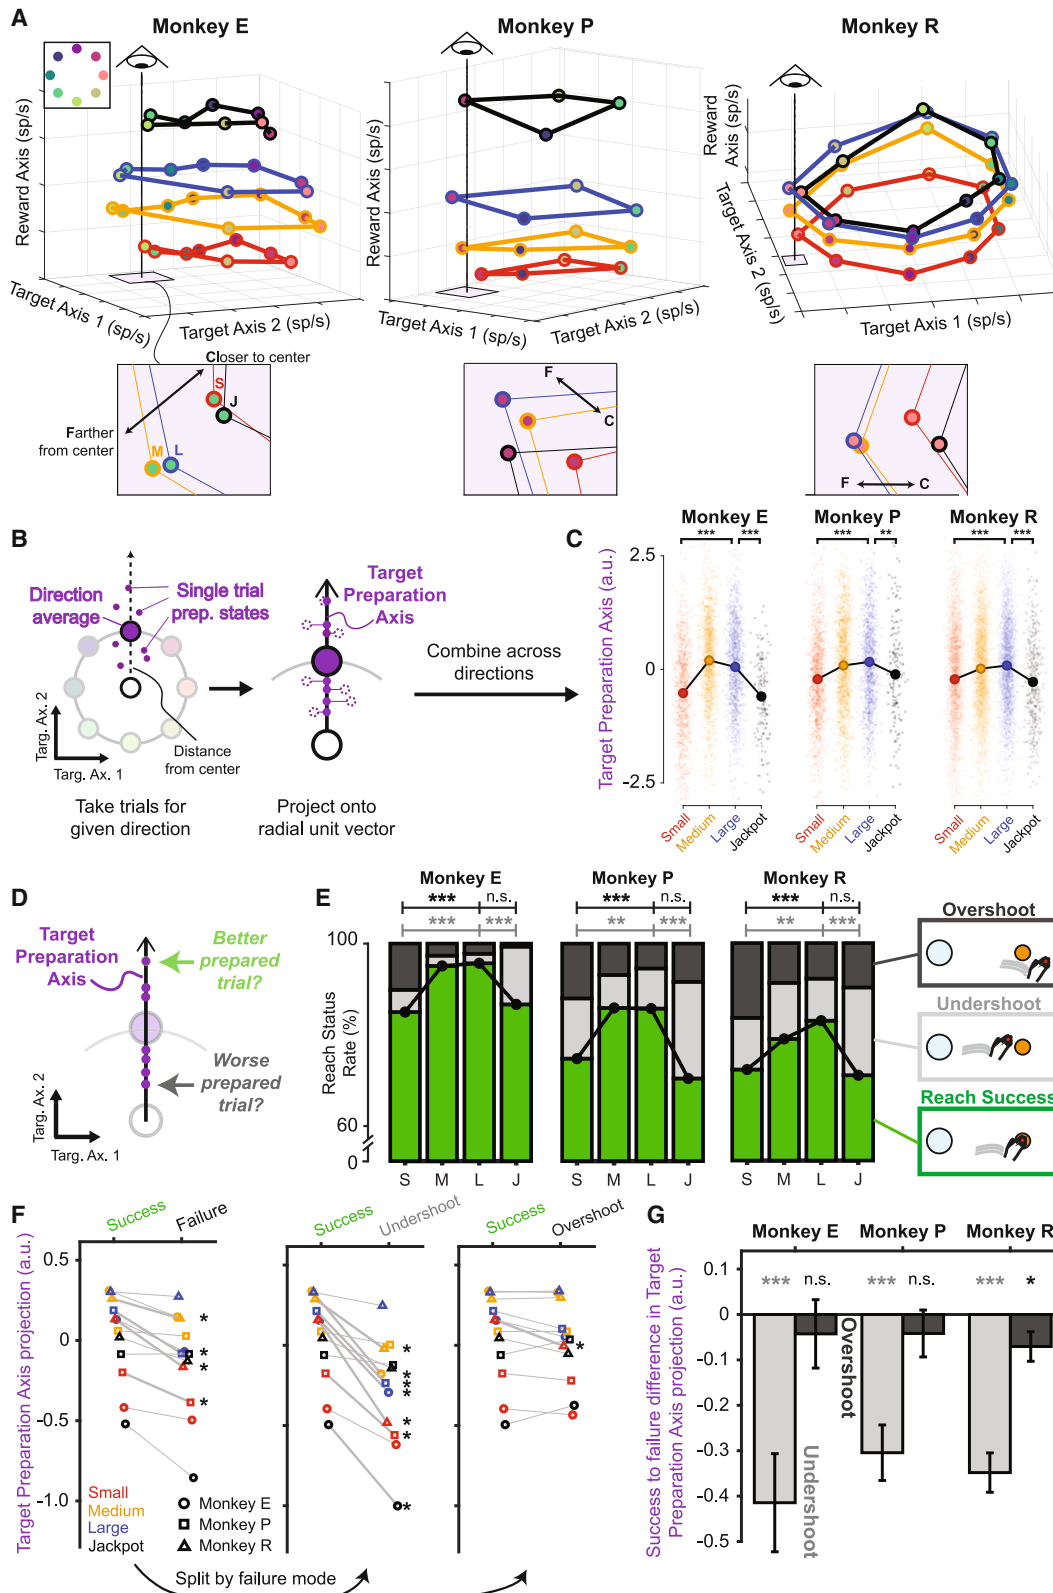 A
Monkey E
Monkey P
Monkey R
Reward Axis (sp/s)
Target Axis 1 (sp/s)
Target Axis 2 (sp/s)
Reward Axis (sp/s)
Target Axis 1 (sp/s)
Target Axis 2 (sp/s)
Reward
Axis (sp/s)
Target Axis 2 (sp/s)
Target Axis 1 (sp/s)
Closer to center
S
J
Farther
from center
M
L
F
C
F
C
B
Direction
average
Single trial
prep. states
Targ. Ax. 2
Targ. Ax. 1
Distance
from center
Take trials for
given direction
Target
Preparation
Axis
Project onto
radial unit vector
Combine across
directions
C
Monkey E
Monkey P
Monkey R
*** ***
*** **
*** ***
Target Preparation Axis (a.u.)
2.5
0
-2.5
Small
Medium
Large
Jackpot
Small
Medium
Large
Jackpot
Small
Medium
Large
Jackpot
D
Target
Preparation
Axis
Better
prepared
trial?
Worse
prepared
trial?
Targ. Ax. 2
Targ. Ax. 1
E
Monkey E
Monkey P
Monkey R
*** n.s.
*** ***
*** n.s.
** ***
*** n.s.
** ***
Reach Status
Rate (%)
100
60
0
S M L J
S M L J
S M L J
Overshoot
Undershoot
Reach Success
F
Success
Failure
Success
Undershoot
Success
Overshoot
Target Preparation Axis projection (a.u.)
0.5
0
-0.5
-1.0
*
*
*
*
*
*
*
*
*
*
*
*
Small
Medium
Large
Jackpot
Monkey E
Monkey P
Monkey R
Split by failure mode
G
Monkey E
Monkey P
Monkey R
*** n.s.
*** n.s.
*** *
Success to failure difference in Target
Preparation Axis projection (a.u.)
0.1
0
-0.1
-0.2
-0.3
-0.4
-0.5
Overshoot
Undershoot